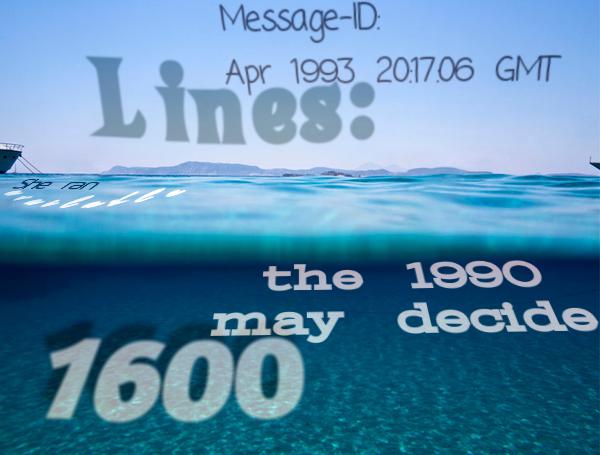 Message-ID:
Apr 1993 20:17.06 GMT
Lines:
She ran
the 1990
may decide
1600